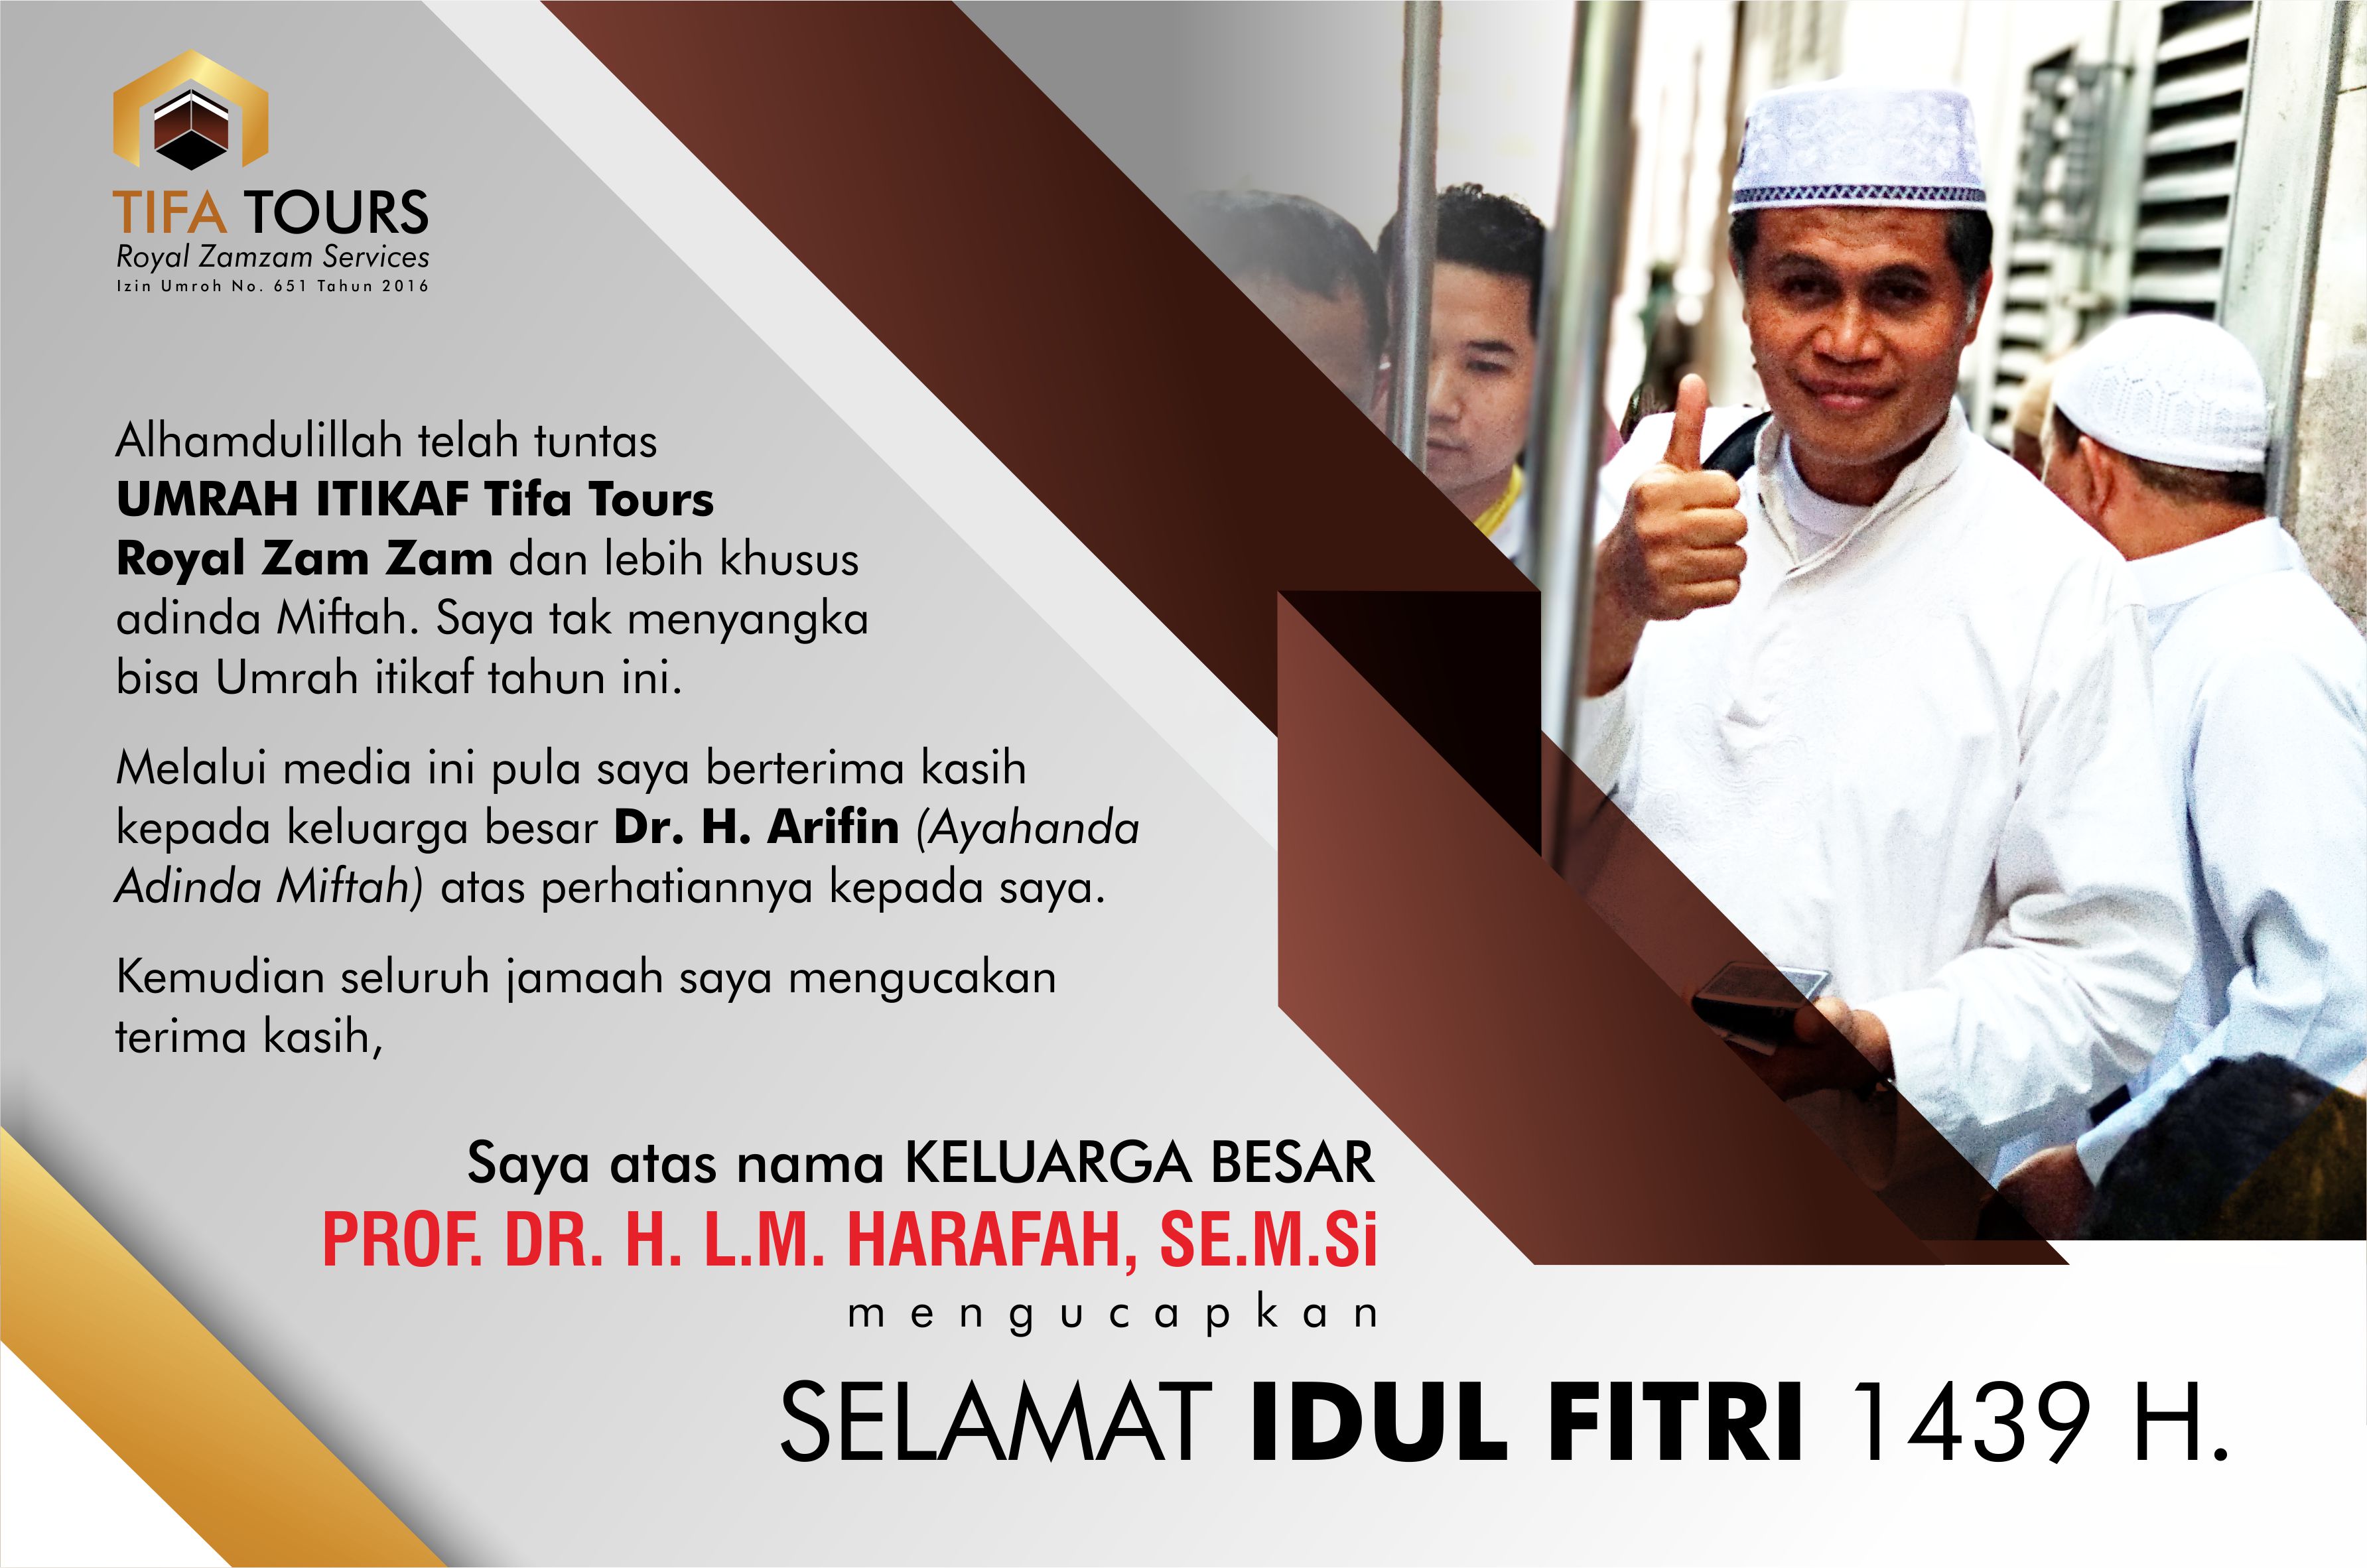 TIFA TOURS
Royal Zamzam Services
Izin Umroh No. 651 Tahun 2016
Alhamdulillah telah tuntas
UMRAH ITIKAF Tifa Tours
Royal Zam Zam dan lebih khusus
adinda Miftah. Saya tak menyangka
bisa Umrah itikaf tahun ini.
Melalui media ini pula saya berterima kasih
kepada keluarga besar Dr. H. Arifin (Ayahanda
Adinda Miftah) atas perhatiannya kepada saya.
Kemudian seluruh jamaah saya mengucakan
terima kasih,
Saya atas nama KELUARGA BESAR
PROF. DR. H. L.M. HARAFAH, SE.M.Si
mengucapkan
SELAMAT IDUL FITRI 1439 H.